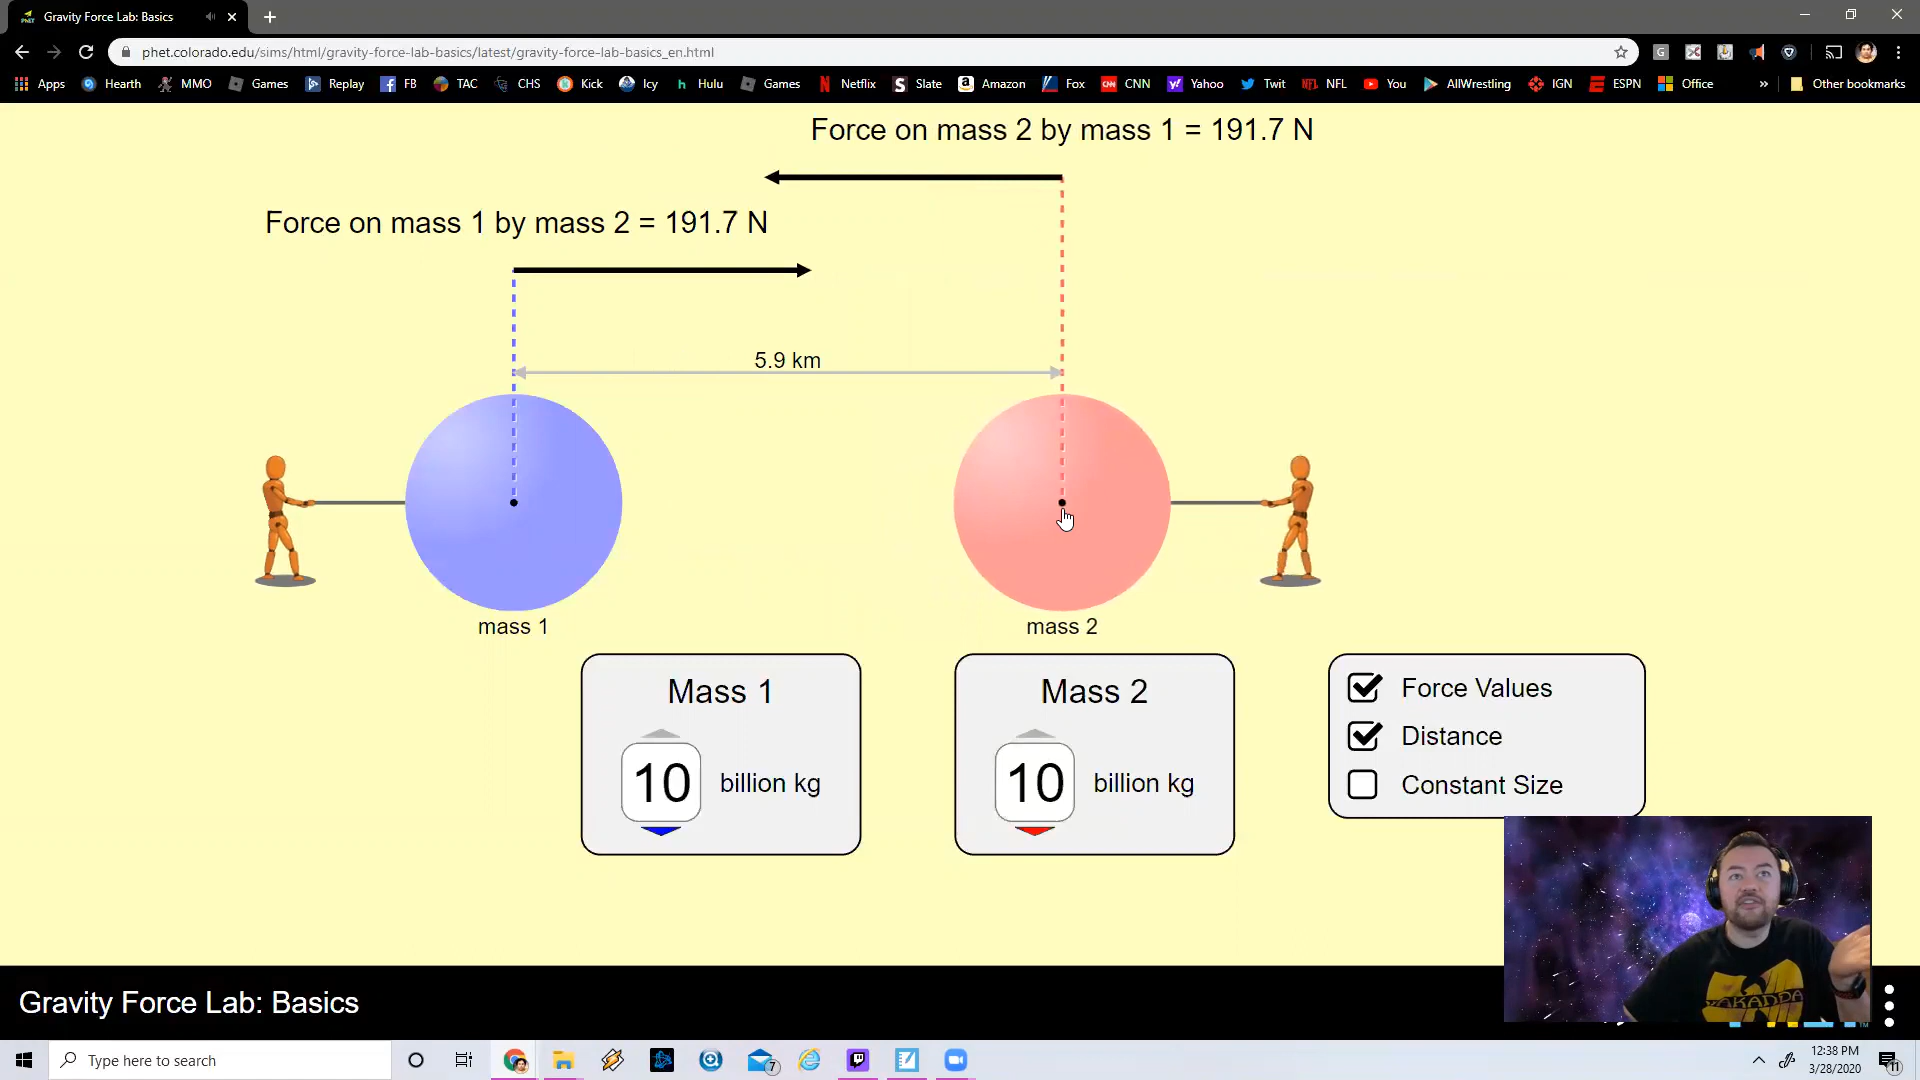 Gravity Force Lab: Basics
phet.colorado.edu/sims/html/gravity-force-lab-basics/latest/gravity-force-lab-basics_en.html
Apps Hearth MMO Games Replay FB TAC CHS Kick Icy Hulu Games Netflix Slate Amazon Fox CNN Yahoo Twit NFL You AllWrestling IGN ESPN Office » Other bookmarks
Force on mass 2 by mass 1 = 191.7 N
Force on mass 1 by mass 2 = 191.7 N
5.9 km
mass 1
mass 2
Mass 1
10 billion kg
Mass 2
10 billion kg
Force Values
Distance
Constant Size
WAKANDA
Gravity Force Lab: Basics
Type here to search
7
12:38 PM
3/28/2020
11